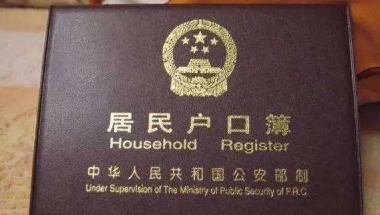 居民户口簿
Household Register
中华人民共和国公安部制
Under Supervision of The Ministry of Public Security of P.R.C.